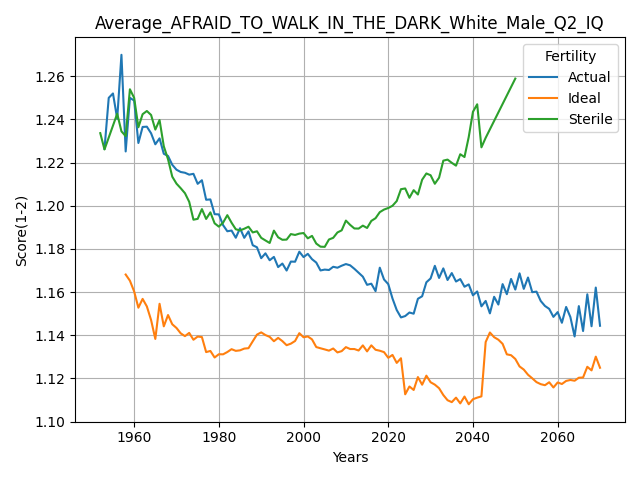 Average_AFRAID_TO_WALK_IN_THE_DARK_White_Male_Q2_IQ
Fertility
Actual
Ideal
Sterile
Score(1-2)
1.26
1.24
1.22
1.20
1.18
1.16
1.14
1.12
1.10
1960
1980
2000
2020
2040
2060
Years